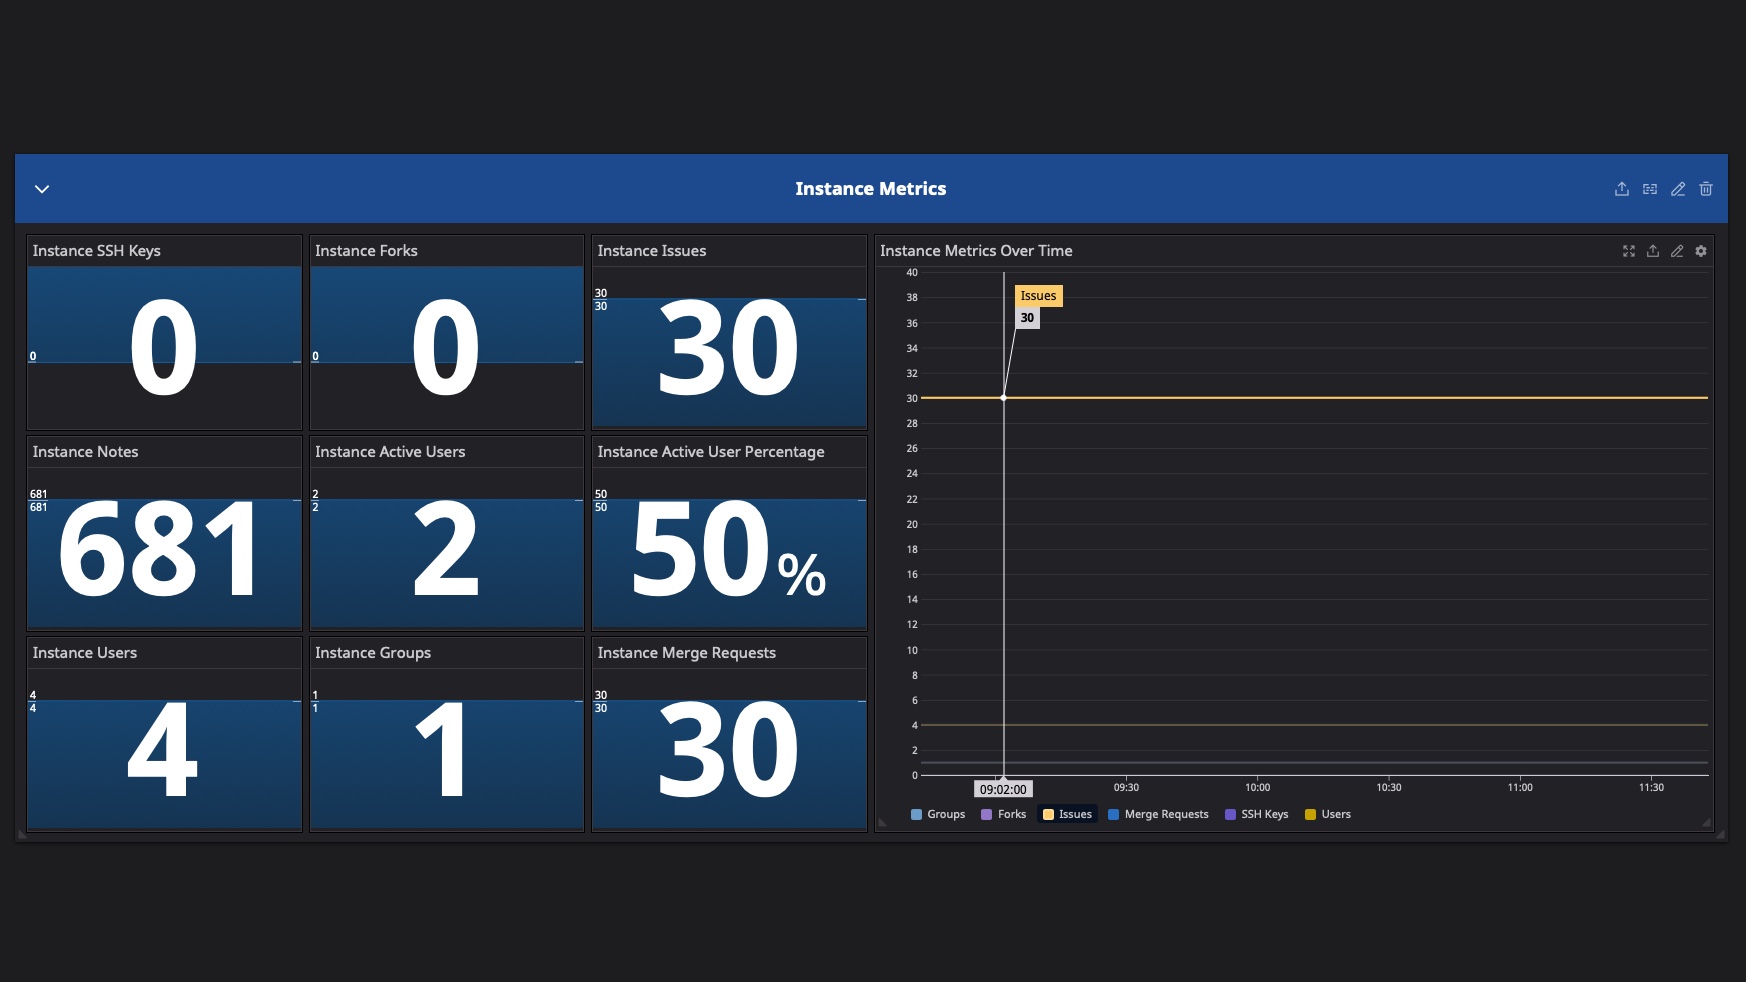 Instance Metrics
Instance SSH Keys
0
0
Instance Forks
0
0
Instance Issues
30
30
30
Instance Notes
681
681
681
Instance Active Users
2
2
2
Instance Active User Percentage
50
50
50 %
Instance Users
4
4
4
Instance Groups
1
1
1
Instance Merge Requests
30
30
30
Instance Metrics Over Time
40
38
36
34
32
30
28
26
24
22
20
18
16
14
12
10
8
6
4
2
0
Issues
30
09:02:00
09:30
10:00
10:30
11:00
11:30
Groups
Forks
Issues
Merge Requests
SSH Keys
Users